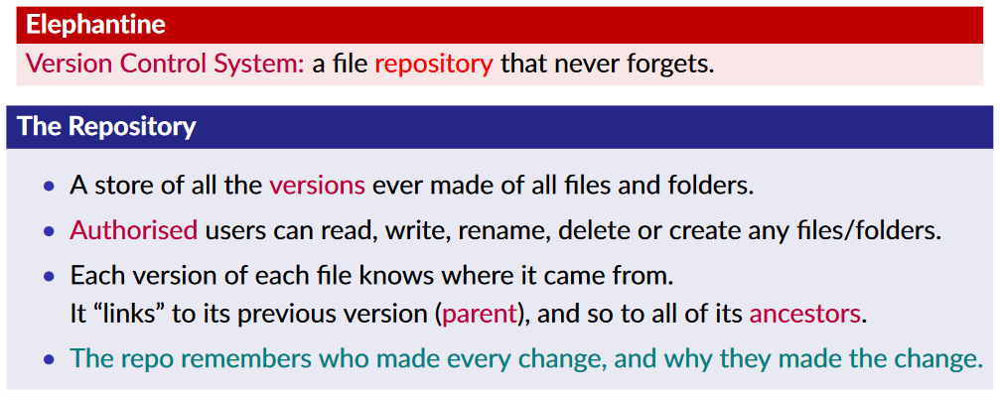 Elephantine
Version Control System: a file repository that never forgets.
The Repository
• A store of all the versions ever made of all files and folders.
• Authorised users can read, write, rename, delete or create any files/folders.
• Each version of each file knows where it came from.
It “links” to its previous version (parent), and so to all of its ancestors.
• The repo remembers who made every change, and why they made the change.